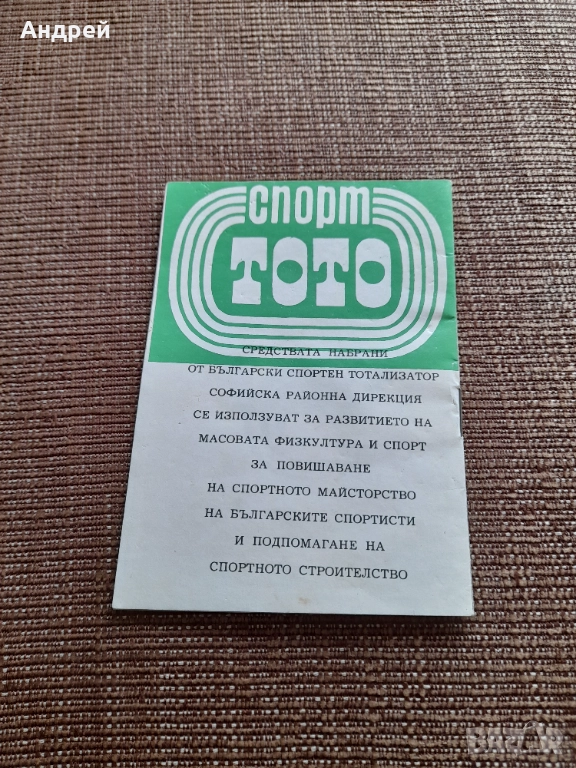 Андрей
спорт
ТОТО
СРЕДСТВАТА НАБРАНИ
ОТ БЪЛГАРСКИ СПОРТЕН ТОТАЛИЗАТОР
СОФИЙСКА РАЙОННА ДИРЕКЦИЯ
СЕ ИЗПОЛЗУВАТ ЗА РАЗВИТИЕТО НА
МАСОВАТА ФИЗКУЛТУРА И СПОРТ
ЗА ПОВИШАВАНЕ
НА СПОРТНОТО МАЙСТОРСТВО
НА БЪЛГАРСКИТЕ СПОРТИСТИ
И ПОДПОМАГАНЕ НА
СПОРТНОТО СТРОИТЕЛСТВО
BAZAR